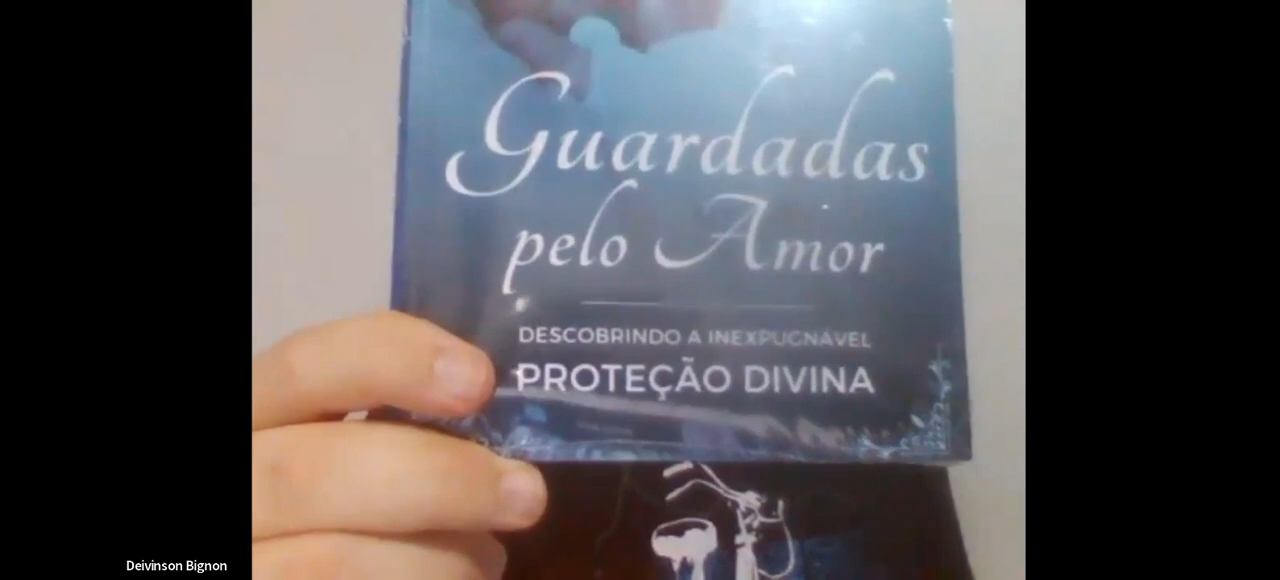 Guardadas
pelo Amor
DESCOBRINDO A INEXPUGNÁVEL
PROTEÇÃO DIVINA
Deivinson Bignon